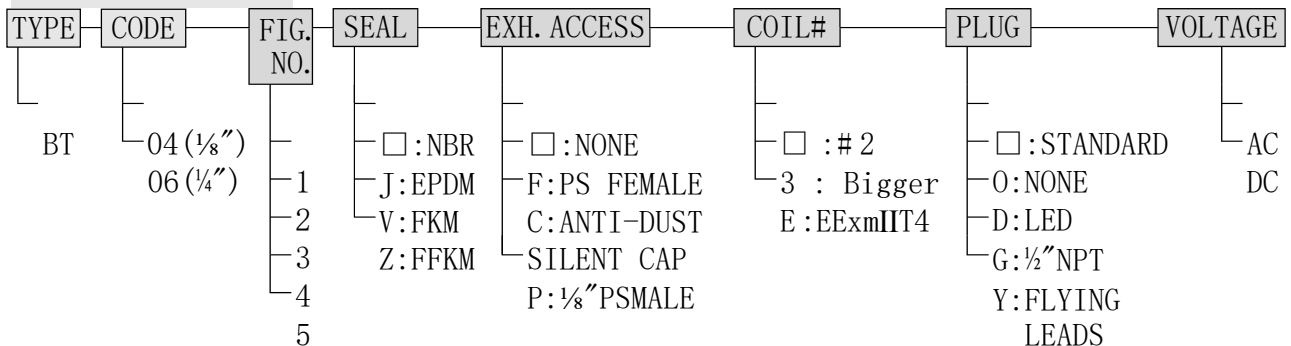 TYPE CODE FIG. NO. SEAL EXH. ACCESS COIL# PLUG VOLTAGE
BT
04(⅛″)
06(¼″)
1
2
3
4
5
□:NBR
J:EPDM
V:FKM
Z:FFKM
□:NONE
F:PS FEMALE
C:ANTI-DUST
SILENT CAP
P:⅛″PSMALE
□ :#2
3 : Bigger
E:EExmⅡT4
□:STANDARD
O:NONE
D:LED
G:½″NPT
Y:FLYING
LEADS
AC
DC